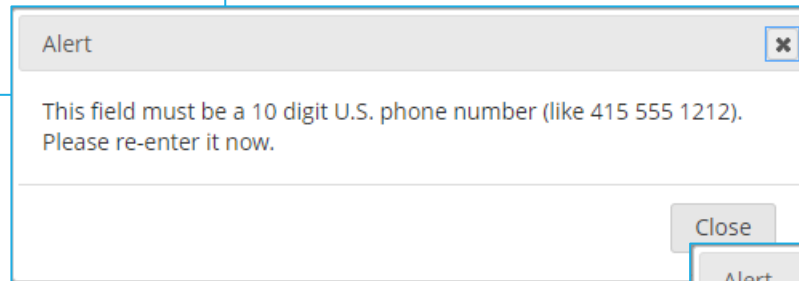 Alert
This field must be a 10 digit U.S. phone number (like 415 555 1212).
Please re-enter it now.
Close
Alert